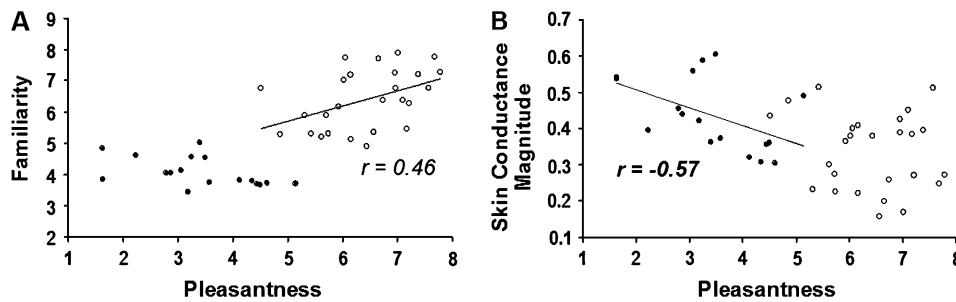 A
Familiarity
9
8
7
6
5
4
3
2
1 2 3 4 5 6 7 8
Pleasantness
r = 0.46
B
Skin Conductance
Magnitude
0.7
0.6
0.5
0.4
0.3
0.2
0.1
1 2 3 4 5 6 7 8
Pleasantness
r = -0.57